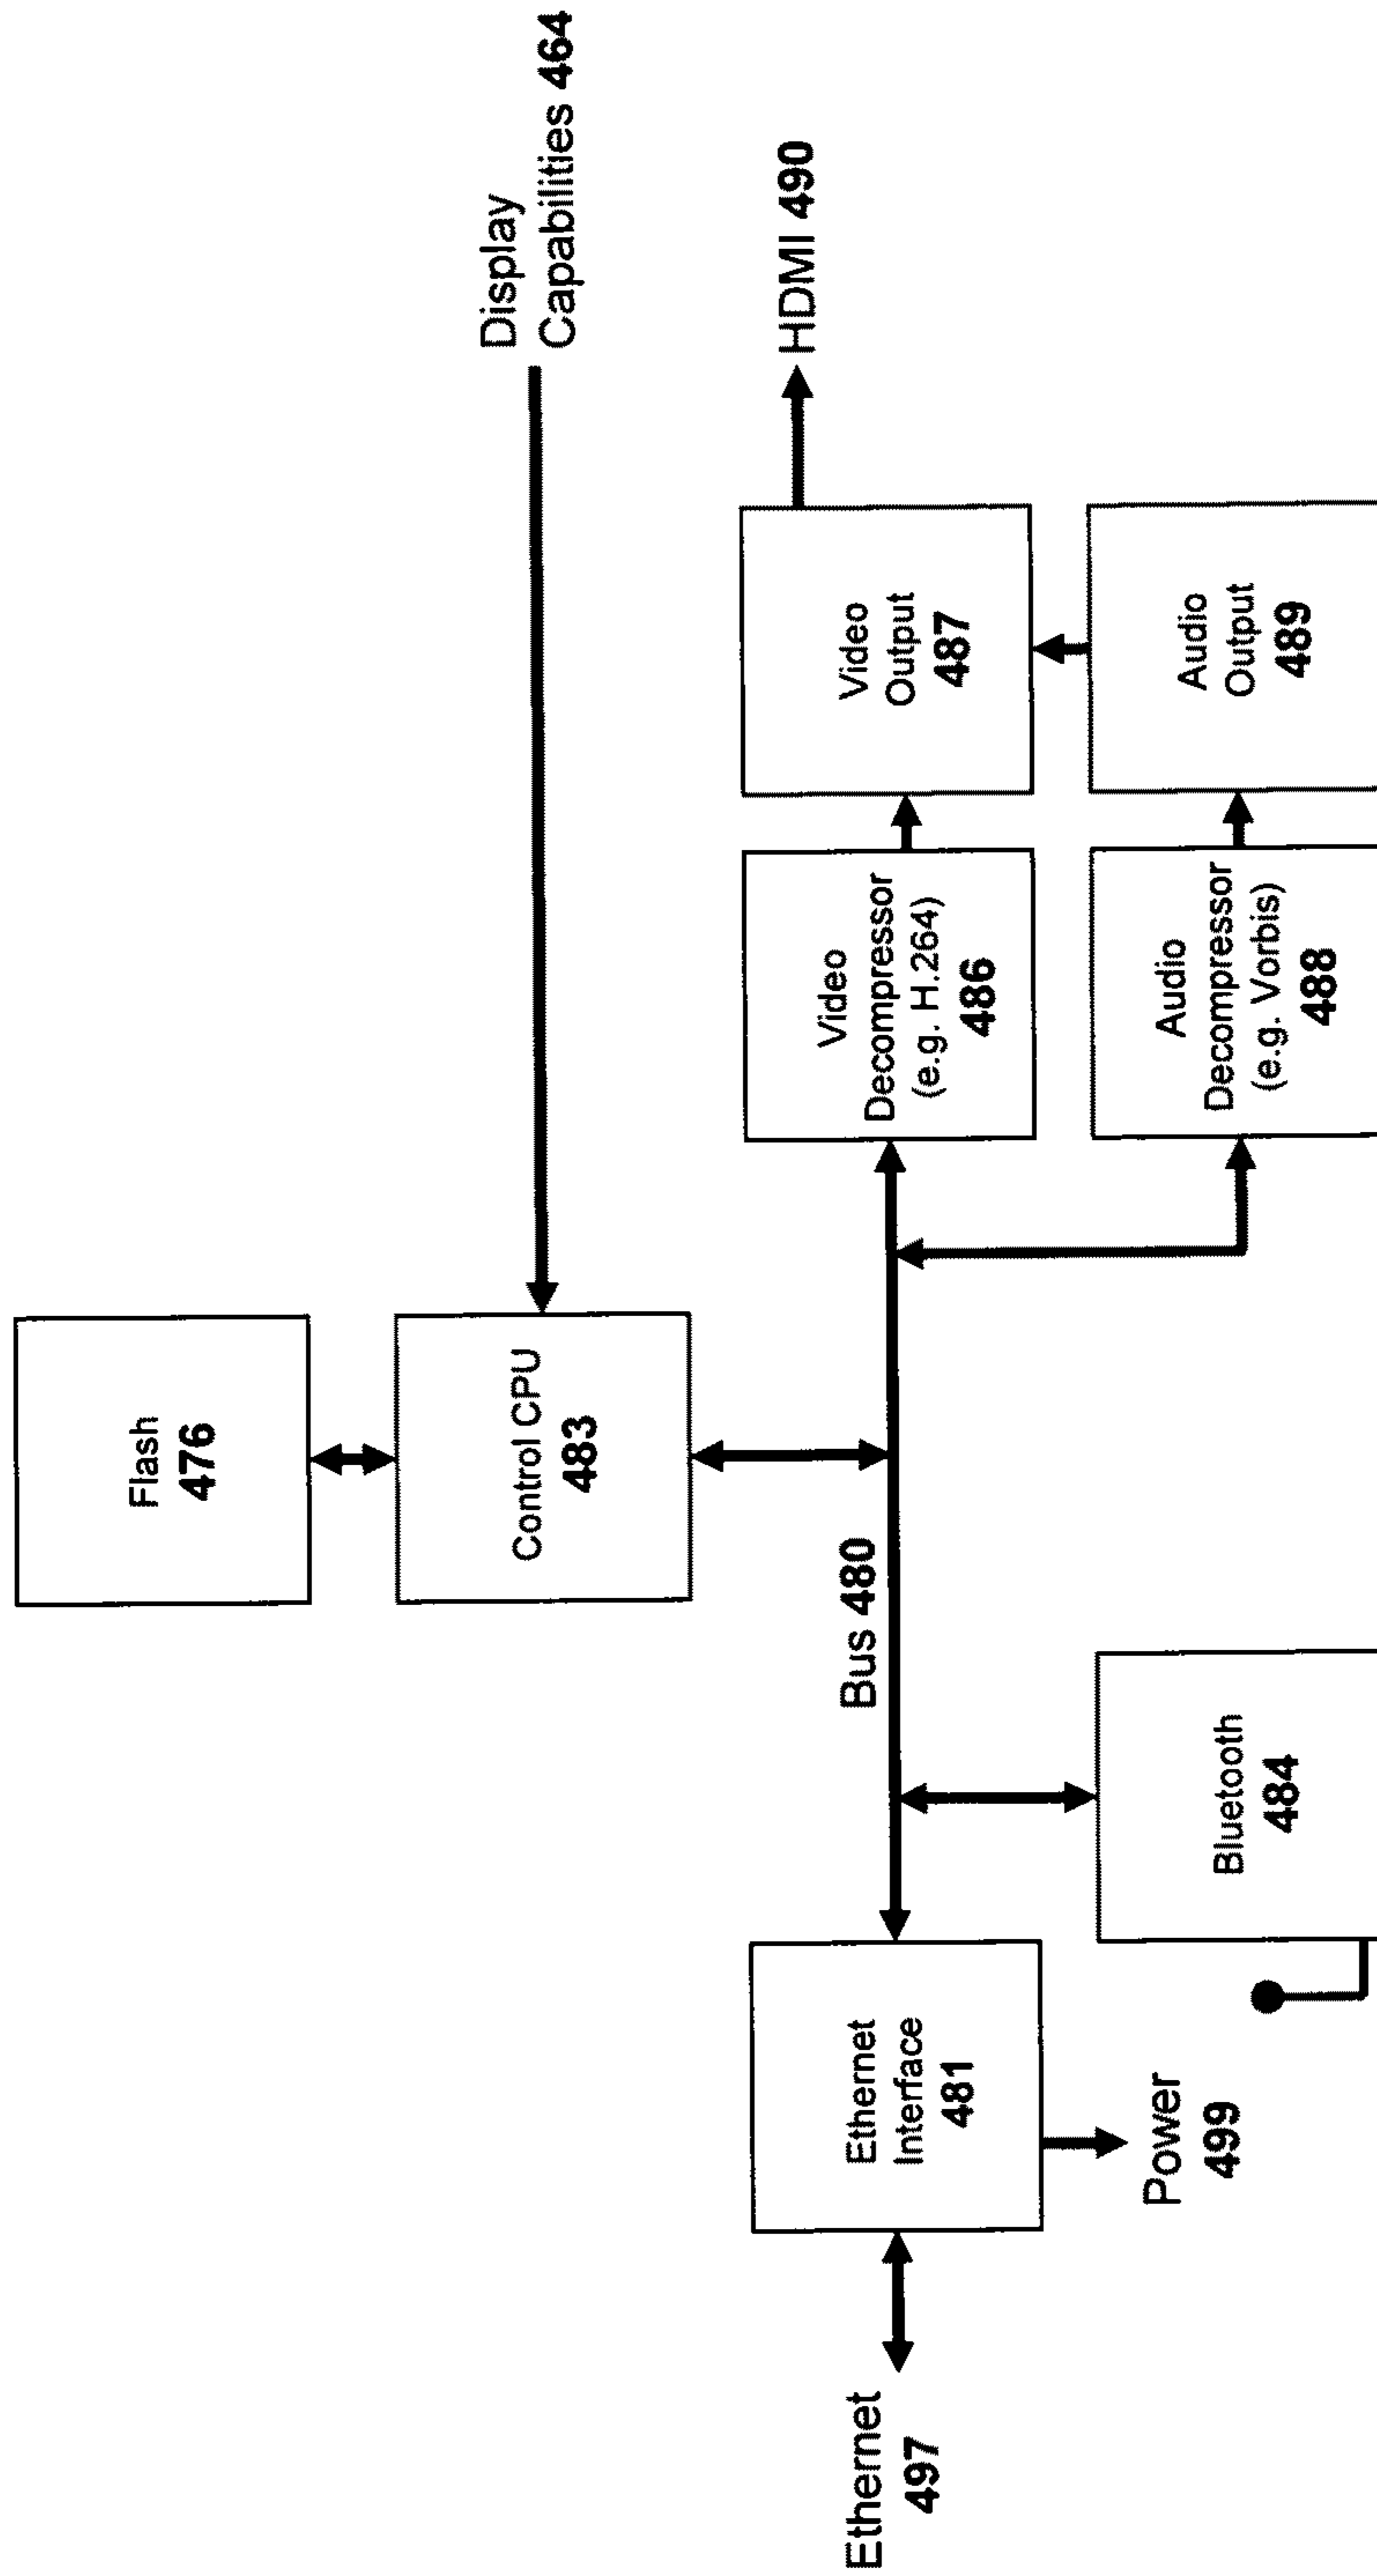 Flash
476
Control CPU
483
Display
Capabilities 464
Bus 480
Ethernet
497
Ethernet
Interface
481
Power
499
Bluetooth
484
Video
Decompressor
(e.g. H.264)
486
Video
Output
487
HDMI 490
Audio
Decompressor
(e.g. Vorbis)
488
Audio
Output
489